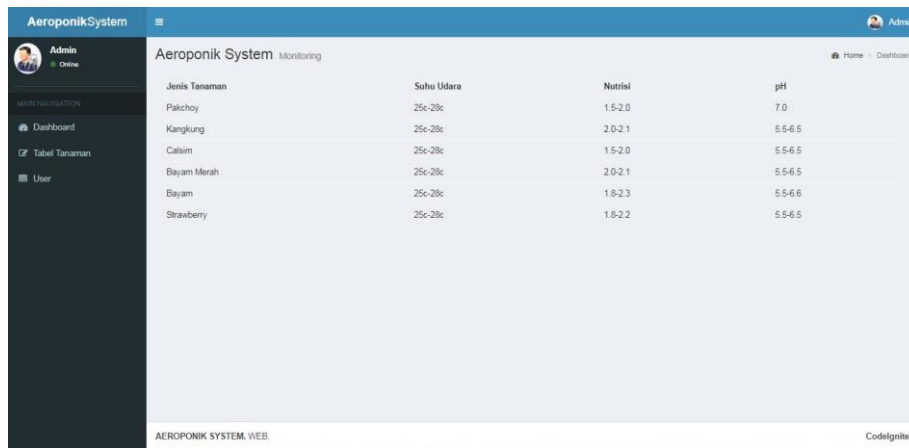 AeroponikSystem
Admin
Admin
Online
Aeroponik System Monitoring
Home > Dashboard
MAIN NAVIGATION
Dashboard
Tabel Tanaman
User
Jenis Tanaman Suhu Udara Nutrisi pH
Pakchoy 25c-28c 1.5-2.0 7.0
Kangkung 25c-28c 2.0-2.1 5.5-6.5
Calsim 25c-28c 1.5-2.0 5.5-6.5
Bayam Merah 25c-28c 2.0-2.1 5.5-6.5
Bayam 25c-28c 1.8-2.3 5.5-6.6
Strawberry 25c-28c 1.8-2.2 5.5-6.5
AEROPONIK SYSTEM. WEB. CodeIgnite